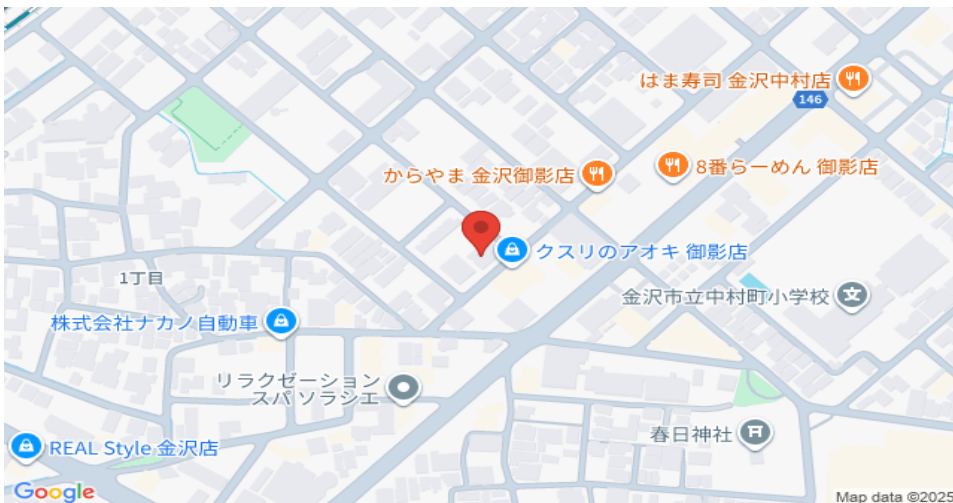 はま寿司 金沢中村店
146
からやま 金沢御影店
8番らーめん 御影店
クスリのアオキ 御影店
1丁目
金沢市立中村町小学校
株式会社ナカノ自動車
リラクゼーション
スパ ソラシエ
春日神社
REAL Style 金沢店
Google
Map data ©2025